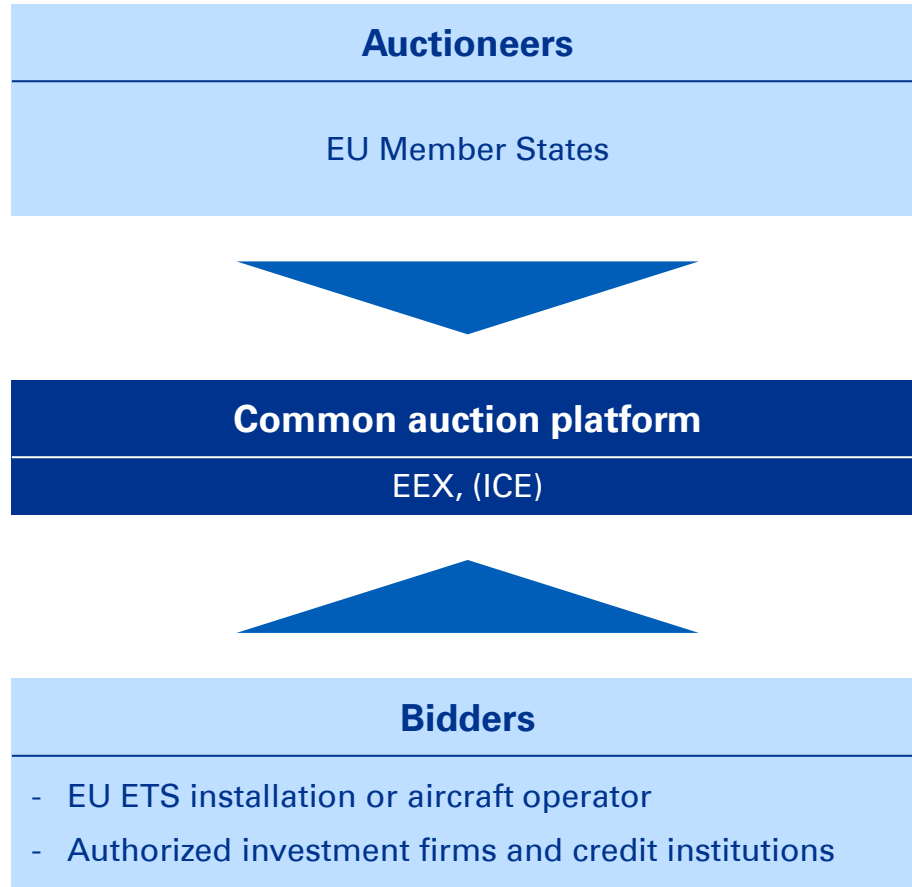 Auctioneers
EU Member States
Common auction platform
EEX, (ICE)
Bidders
- EU ETS installation or aircraft operator
- Authorized investment firms and credit institutions